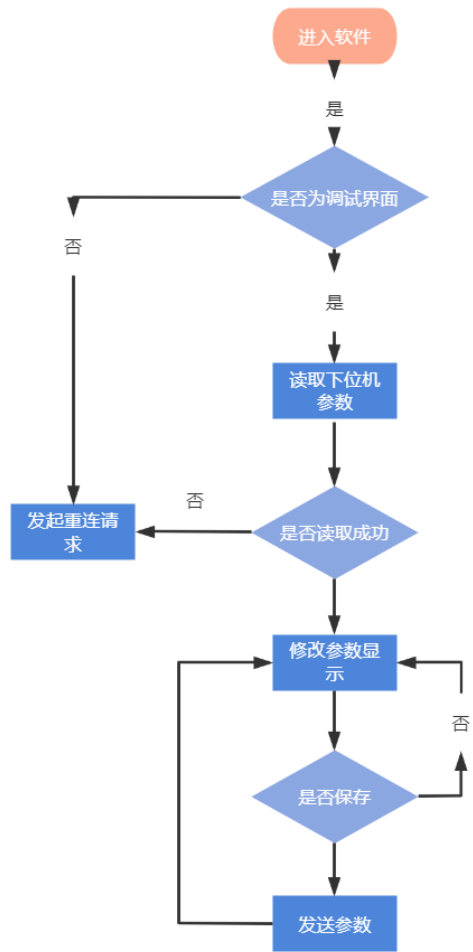 进入软件
是
是否为调试界面
否
是
读取下位机
参数
否
发起重连请
求
是否读取成功
修改参数显
示
否
是否保存
发送参数